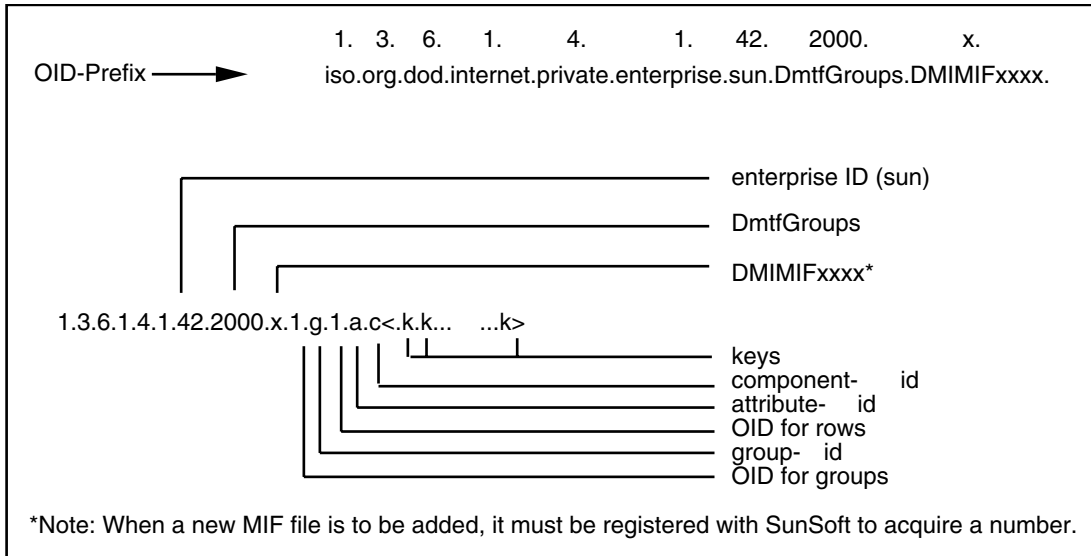 1. 3. 6. 1. 4. 1. 42. 2000. x.
OID-Prefix iso.org.dod.internet.private.enterprise.sun.DmtfGroups.DMIMIFxxxx.
enterprise ID (sun)
DmtfGroups
DMIMIFxxxx*
1.3.6.1.4.1.42.2000.x.1.g.1.a.c<.k.k... ...k>
keys
component- id
attribute- id
OID for rows
group- id
OID for groups
*Note: When a new MIF file is to be added, it must be registered with SunSoft to acquire a number.